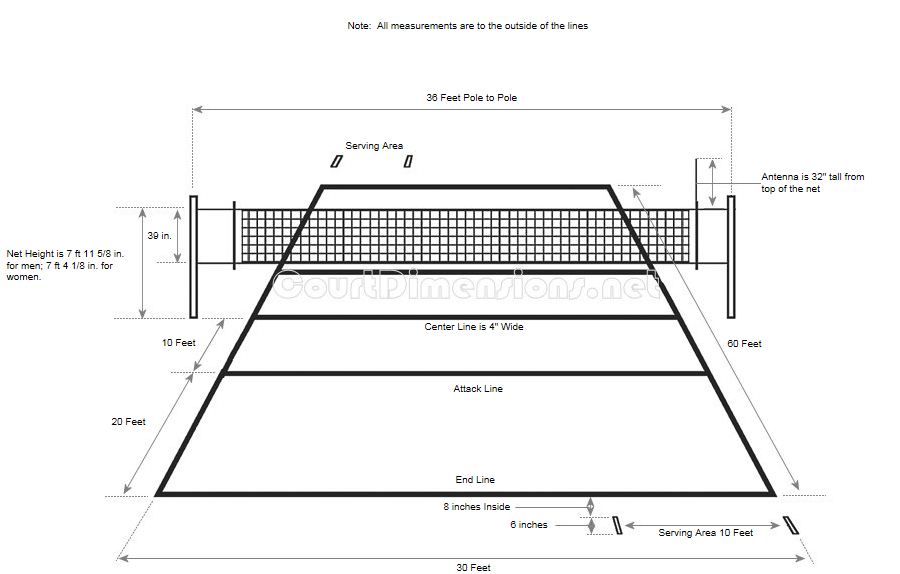 Note: All measurements are to the outside of the lines
36 Feet Pole to Pole
Serving Area
Antenna is 32" tall from
top of the net
39 in.
Net Height is 7 ft 11 5/8 in.
for men; 7 ft 4 1/8 in. for
women.
CourtDimensions.net
Center Line is 4" Wide
10 Feet
60 Feet
Attack Line
20 Feet
End Line
8 inches Inside
6 inches
Serving Area 10 Feet
30 Feet